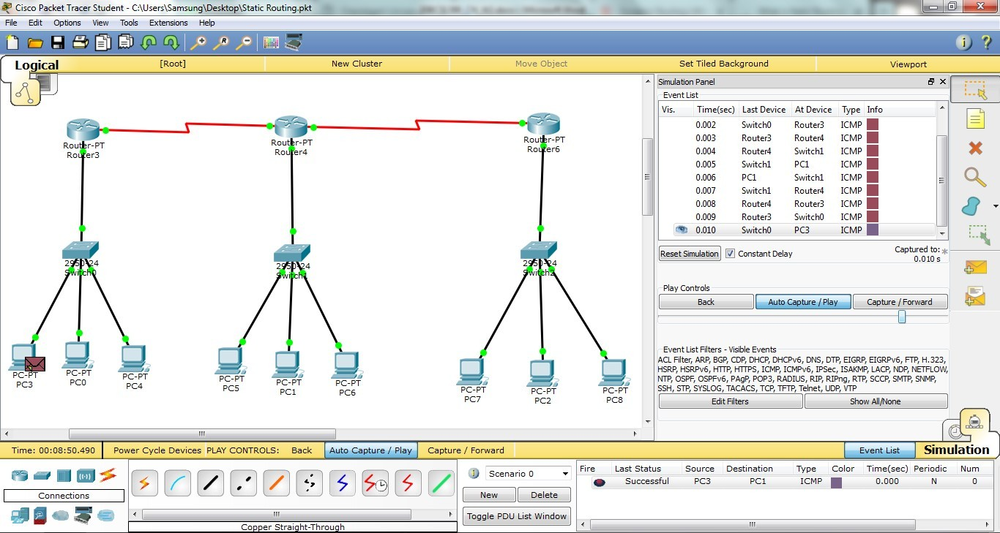 Cisco Packet Tracer Student - C:\Users\Samsung\Desktop\Static Routing.pkt
File Edit Options View Tools Extensions Help
Logical [Root] New Cluster Move Object Set Tiled Background Viewport
Router-PT
Router3
Router-PT
Router4
Router-PT
Router6
2950-24
Switch0
2950-24
Switch1
2950-24
Switch2
PC-PT
PC3
PC-PT
PC0
PC-PT
PC4
PC-PT
PC5
PC-PT
PC1
PC-PT
PC6
PC-PT
PC7
PC-PT
PC2
PC-PT
PC8
Simulation Panel
Event List
Vis. Time(sec) Last Device At Device Type Info
0.002 Switch0 Router3 ICMP
0.003 Router3 Router4 ICMP
0.004 Router4 Switch1 ICMP
0.005 Switch1 PC1 ICMP
0.006 PC1 Switch1 ICMP
0.007 Switch1 Router4 ICMP
0.008 Router4 Router3 ICMP
0.009 Router3 Switch0 ICMP
0.010 Switch0 PC3 ICMP
Reset Simulation Constant Delay
Captured to: *
0.010 s
Play Controls
Back Auto Capture / Play Capture / Forward
Event List Filters - Visible Events
ACL Filter, ARP, BGP, CDP, DHCP, DHCPv6, DNS, DTP, EIGRP, EIGRPv6, FTP, H.323,
HSRP, HSRPv6, HTTP, HTTPS, ICMP, ICMPv6, IPSec, ISAKMP, LACP, NDP, NETFLOW,
NTP, OSPF, OSPFv6, PAgP, POP3, RADIUS, RIP, RIPng, RTP, SCCP, SMTP, SNMP,
SSH, STP, SYSLOG, TACACS, TCP, TFTP, Telnet, UDP, VTP
Edit Filters Show All/None
Time: 00:08:50.490 Power Cycle Devices PLAY CONTROLS: Back Auto Capture / Play Capture / Forward Event List Simulation
Connections
Copper Straight-Through
Scenario 0
New Delete
Toggle PDU List Window
Fire Last Status Source Destination Type Color Time(sec) Periodic Num
Successful PC3 PC1 ICMP 0.000 N 0